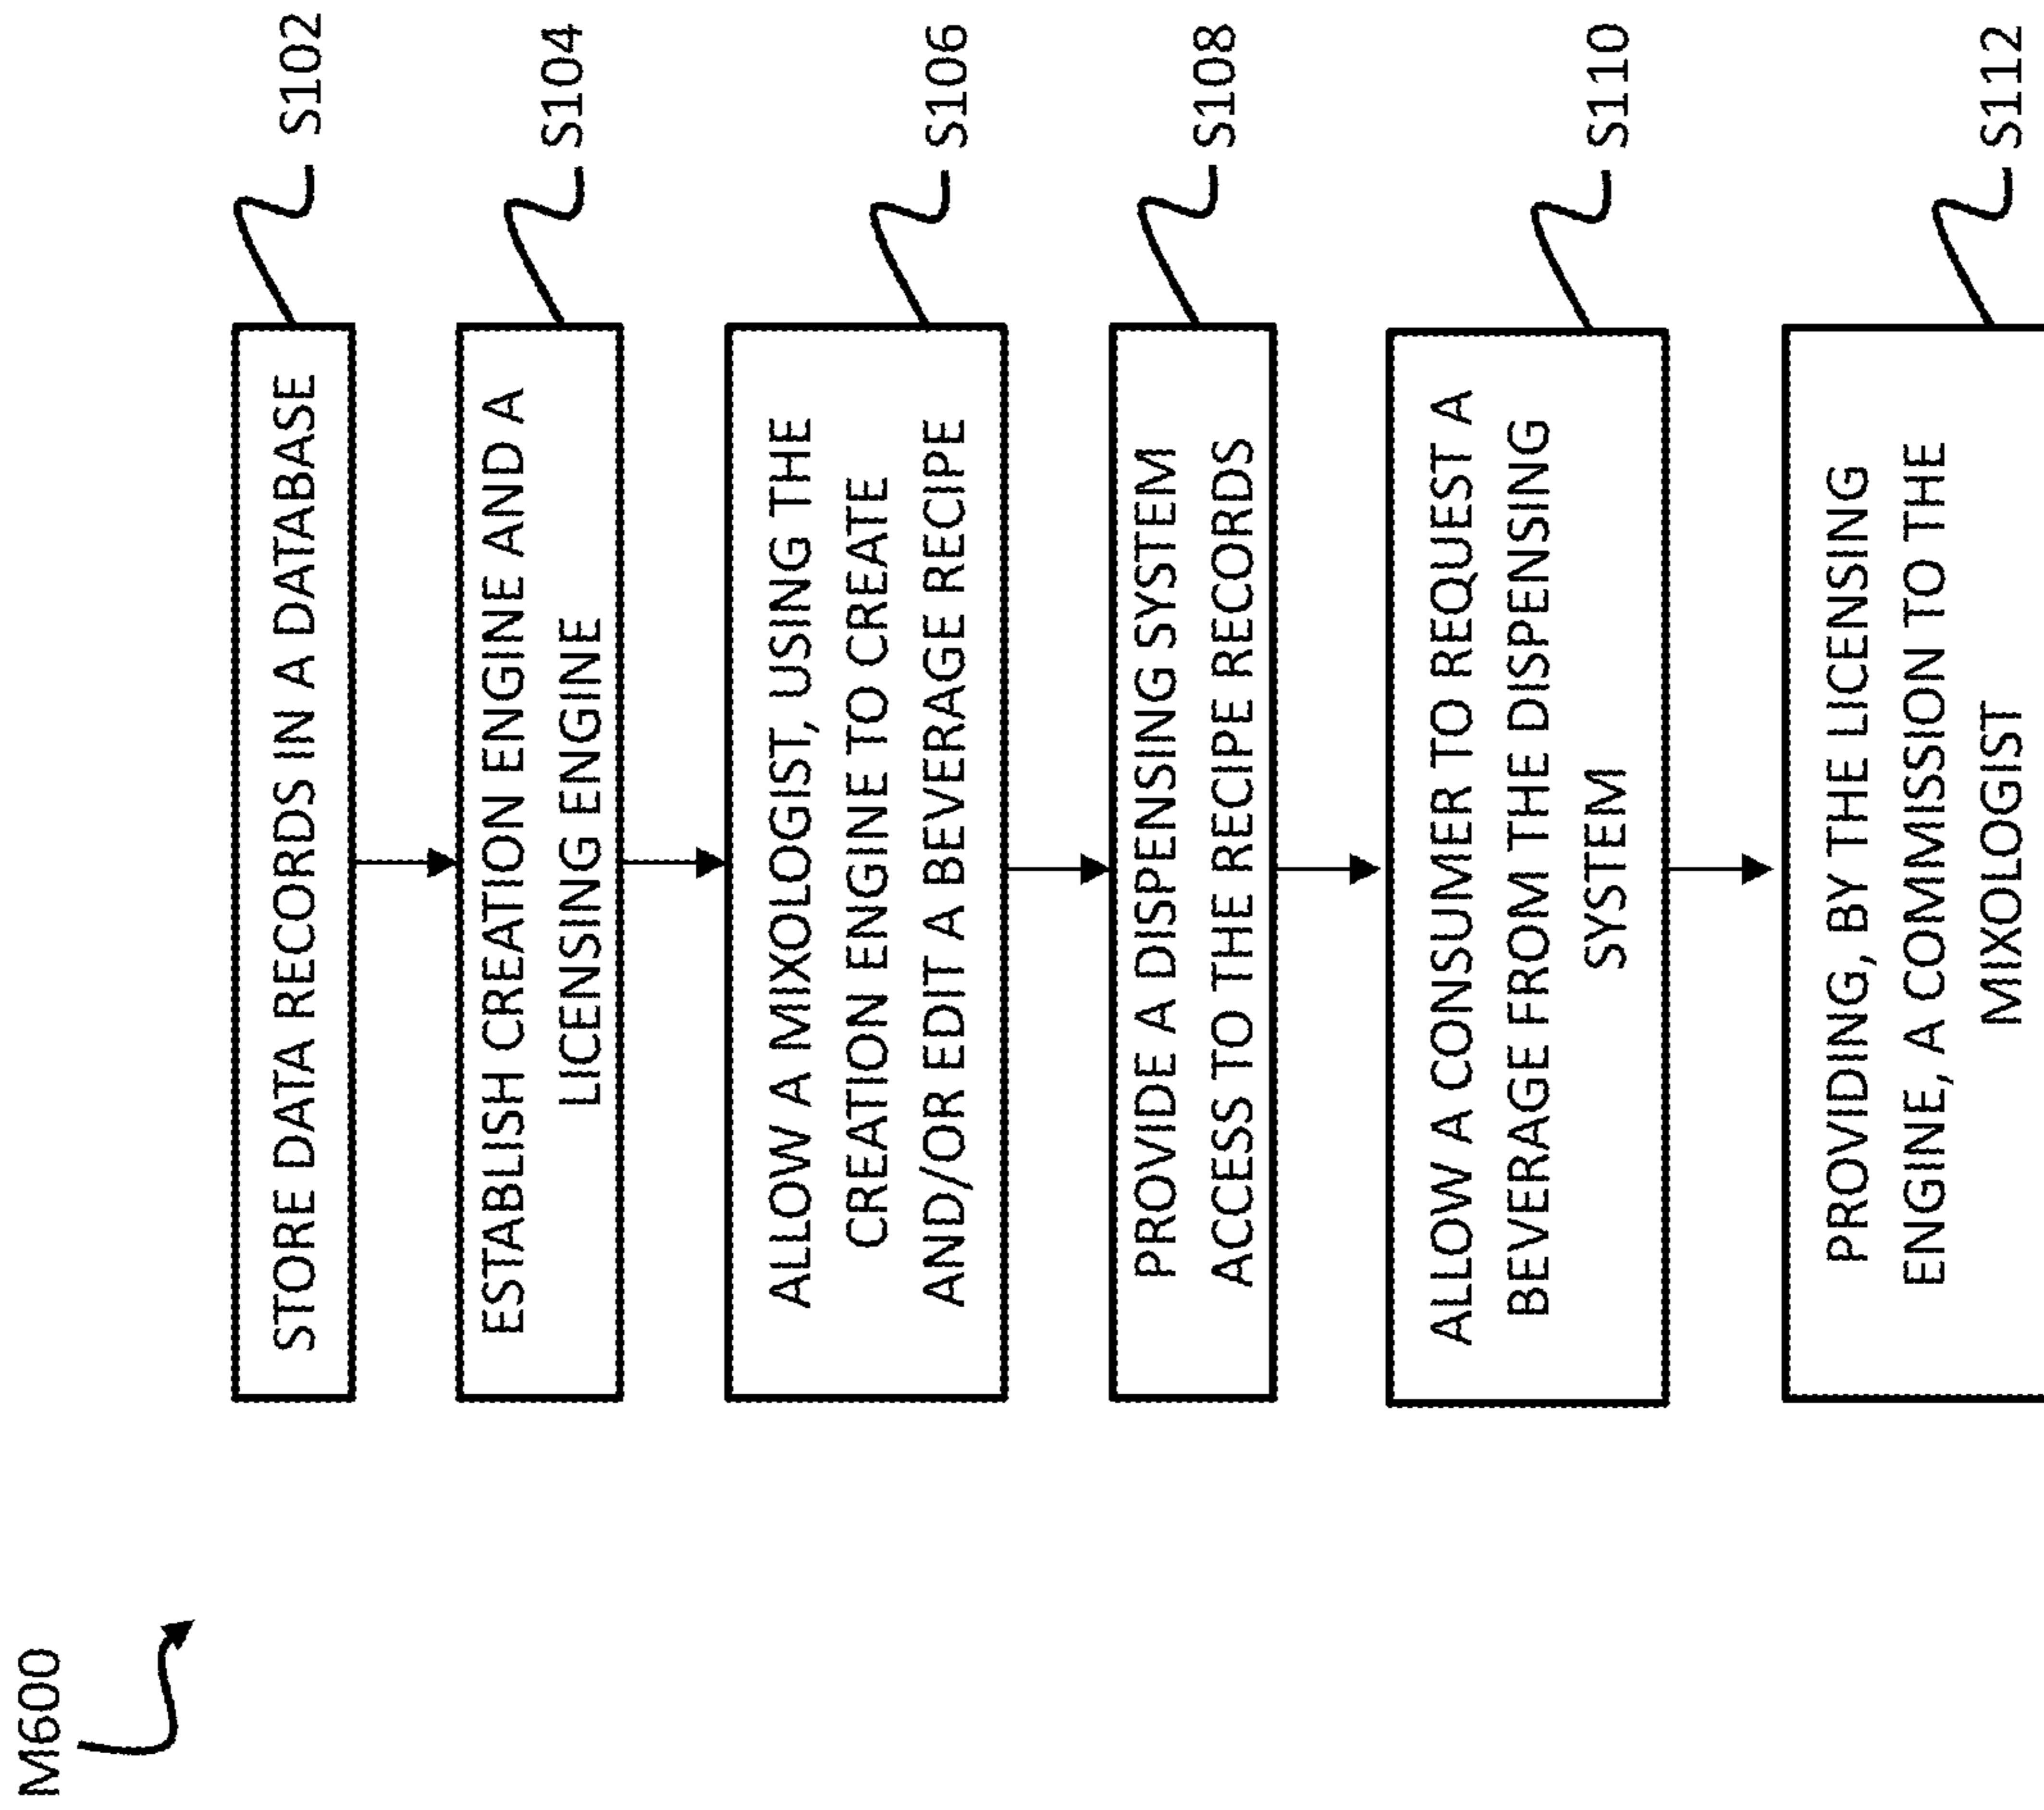 M600
STORE DATA RECORDS IN A DATABASE
S102
ESTABLISH CREATION ENGINE AND A
LICENSING ENGINE
S104
ALLOW A MIXOLOGIST, USING THE
CREATION ENGINE TO CREATE
AND/OR EDIT A BEVERAGE RECIPE
S106
PROVIDE A DISPENSING SYSTEM
ACCESS TO THE RECIPE RECORDS
S108
ALLOW A CONSUMER TO REQUEST A
BEVERAGE FROM THE DISPENSING
SYSTEM
S110
PROVIDING, BY THE LICENSING
ENGINE, A COMMISSION TO THE
MIXOLOGIST
S112